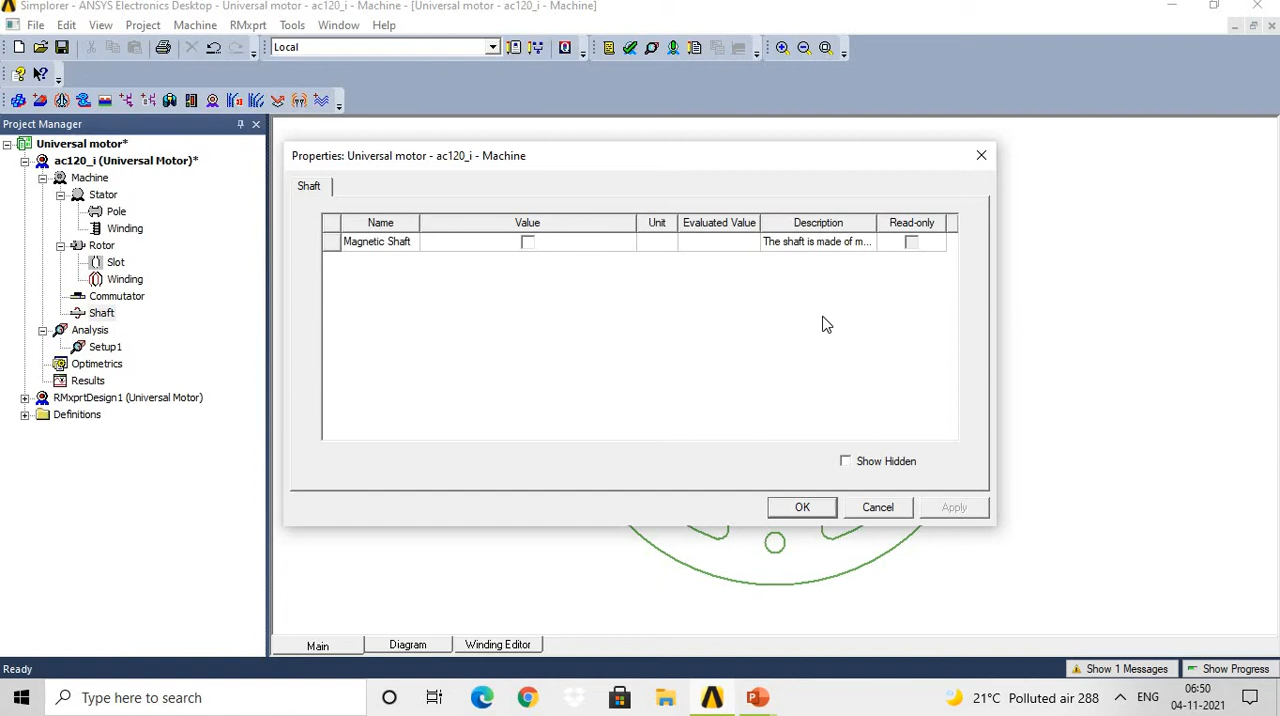 Simplorer - ANSYS Electronics Desktop - Universal motor - ac120_i - Machine - [Universal motor - ac120_i - Machine]
File Edit View Project Machine RMxprt Tools Window Help
Local
Project Manager
Universal motor*
ac120_i (Universal Motor)*
Machine
Stator
Pole
Winding
Rotor
Slot
Winding
Commutator
Shaft
Analysis
Setup1
Optimetrics
Results
RMxprtDesign1 (Universal Motor)
Definitions
Properties: Universal motor - ac120_i - Machine
Shaft
Name Value Unit Evaluated Value Description Read-only
Magnetic Shaft The shaft is made of m...
Show Hidden
OK Cancel Apply
Main Diagram Winding Editor
Ready Show 1 Messages Show Progress
Type here to search 21°C Polluted air 288 ENG 06:50
04-11-2021